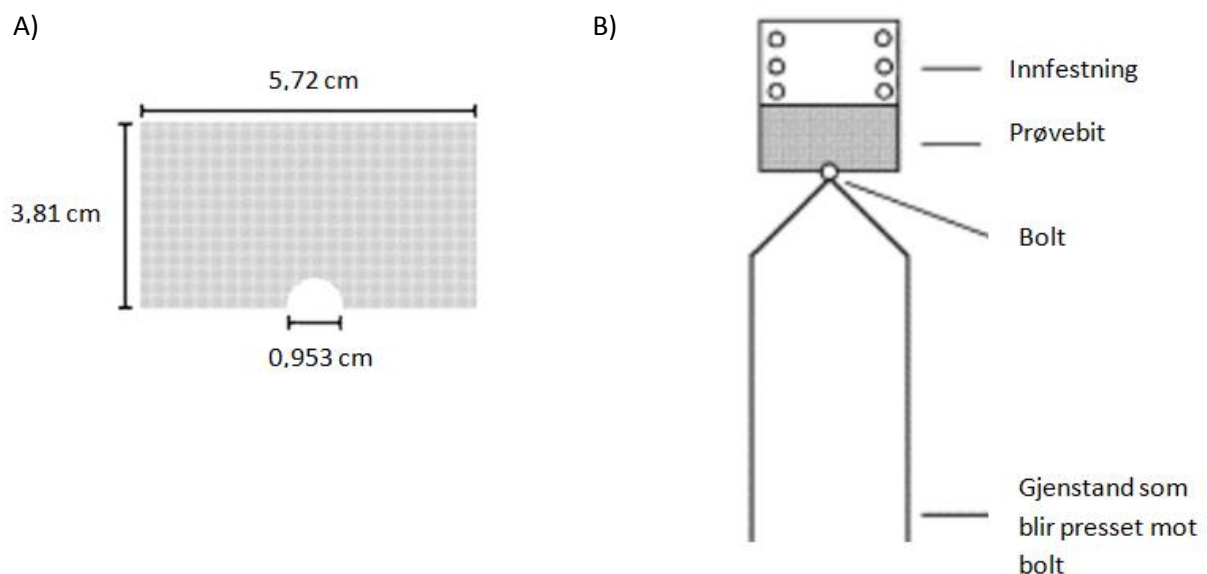 A)
5,72 cm
3,81 cm
0,953 cm
B)
Innfestning
Prøvebit
Bolt
Gjenstand som
blir presset mot
bolt